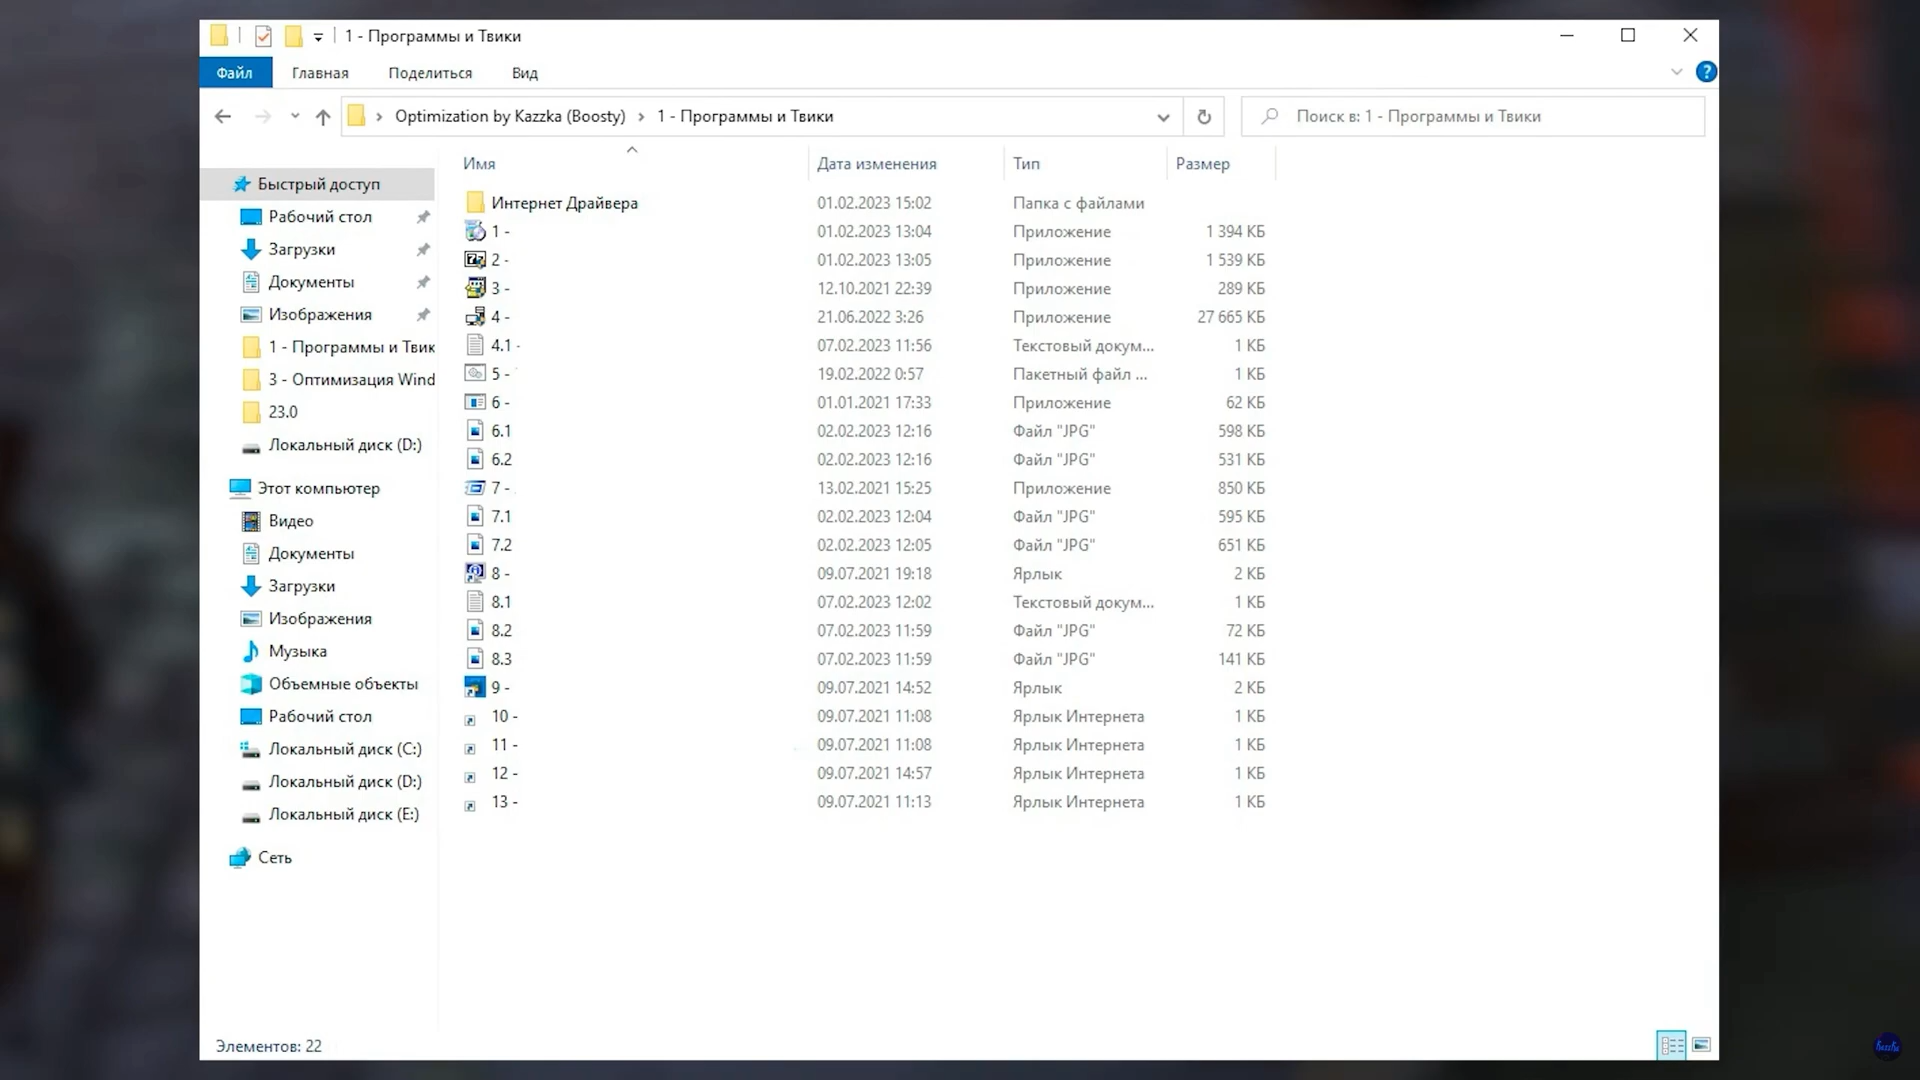 1 - Программы и Твики
Файл Главная Поделиться Вид
Optimization by Kazzka (Boosty) 1 - Программы и Твики Поиск в: 1 - Программы и Твики
Быстрый доступ
Рабочий стол
Загрузки
Документы
Изображения
1 - Программы и Твик
3 - Оптимизация Wind
23.0
Локальный диск (D:)
Этот компьютер
Видео
Документы
Загрузки
Изображения
Музыка
Объемные объекты
Рабочий стол
Локальный диск (C:)
Локальный диск (D:)
Локальный диск (E:)
Сеть
Имя Дата изменения Тип Размер
Интернет Драйвера 01.02.2023 15:02 Папка с файлами
1 - 01.02.2023 13:04 Приложение 1 394 КБ
2 - 01.02.2023 13:05 Приложение 1 539 КБ
3 - 12.10.2021 22:39 Приложение 289 КБ
4 - 21.06.2022 3:26 Приложение 27 665 КБ
4.1 - 07.02.2023 11:56 Текстовый докум... 1 КБ
5 - 19.02.2022 0:57 Пакетный файл ... 1 КБ
6 - 01.01.2021 17:33 Приложение 62 КБ
6.1 02.02.2023 12:16 Файл "JPG" 598 КБ
6.2 02.02.2023 12:16 Файл "JPG" 531 КБ
7 - 13.02.2021 15:25 Приложение 850 КБ
7.1 02.02.2023 12:04 Файл "JPG" 595 КБ
7.2 02.02.2023 12:05 Файл "JPG" 651 КБ
8 - 09.07.2021 19:18 Ярлык 2 КБ
8.1 07.02.2023 12:02 Текстовый докум... 1 КБ
8.2 07.02.2023 11:59 Файл "JPG" 72 КБ
8.3 07.02.2023 11:59 Файл "JPG" 141 КБ
9 - 09.07.2021 14:52 Ярлык 2 КБ
10 - 09.07.2021 11:08 Ярлык Интернета 1 КБ
11 - 09.07.2021 11:08 Ярлык Интернета 1 КБ
12 - 09.07.2021 14:57 Ярлык Интернета 1 КБ
13 - 09.07.2021 11:13 Ярлык Интернета 1 КБ
Элементов: 22